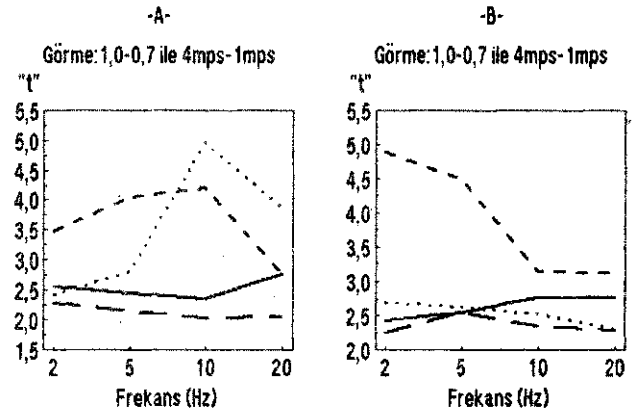 -A-
Görme: 1,0-0,7 ile 4mps-1mps
"t"
5,5
5,0
4,5
4,0
3,5
3,0
2,5
2,0
1,5
2 5 10 20
Frekans (Hz)
-B-
Görme: 1,0-0,7 ile 4mps-1mps
"t"
5,5
5,0
4,5
4,0
3,5
3,0
2,5
2,0
2 5 10 20
Frekans (Hz)